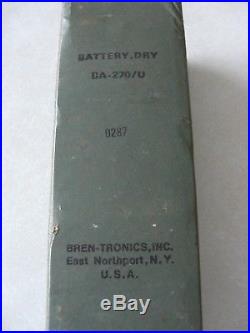 BATTERY, DRY
BA-270/U
0287
BREN-TRONICS, INC.
East Northport, N.Y.
U.S.A.